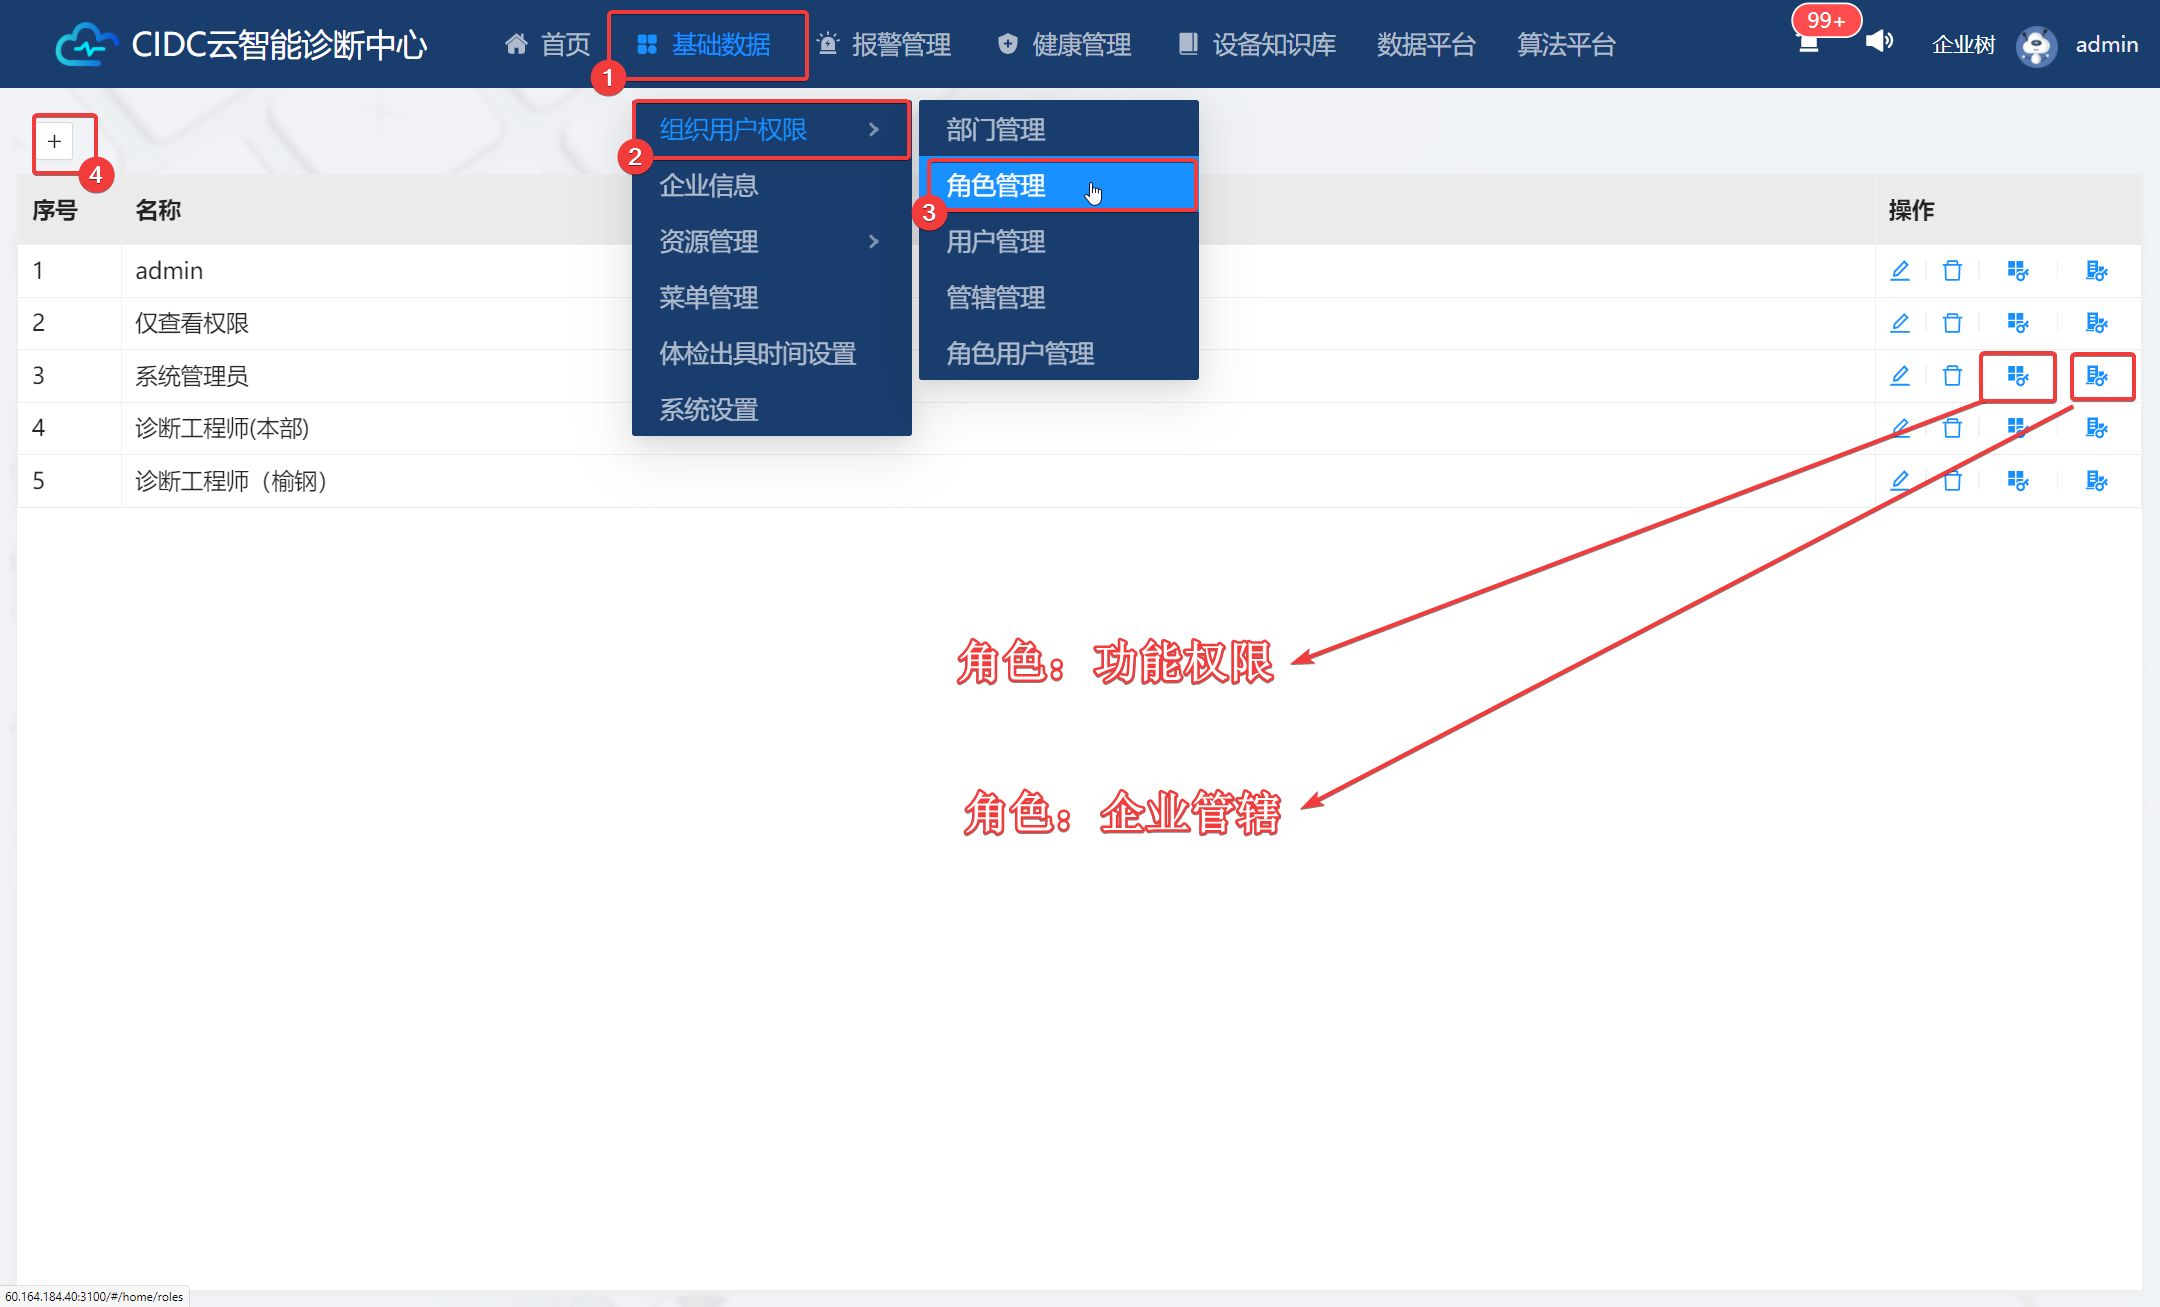 CIDC云智能诊断中心
首页
基础数据
报警管理
健康管理
设备知识库
数据平台
算法平台
99+
企业树
admin
1
组织用户权限
2
企业信息
资源管理
菜单管理
体检出具时间设置
系统设置
部门管理
角色管理
3
用户管理
管辖管理
角色用户管理
+
4
序号 名称 操作
1 admin
2 仅查看权限
3 系统管理员
4 诊断工程师(本部)
5 诊断工程师（榆钢）
角色：功能权限
角色：企业管辖
60.164.184.40:3100/#/home/roles